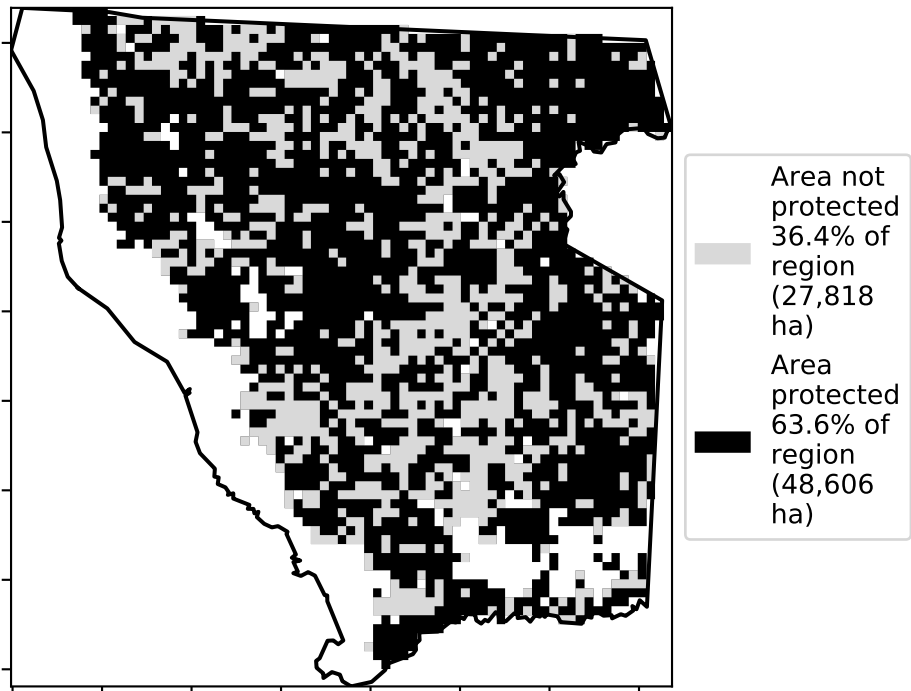 Area not
protected
36.4% of
region
(27,818
ha)
Area
protected
63.6% of
region
(48,606
ha)